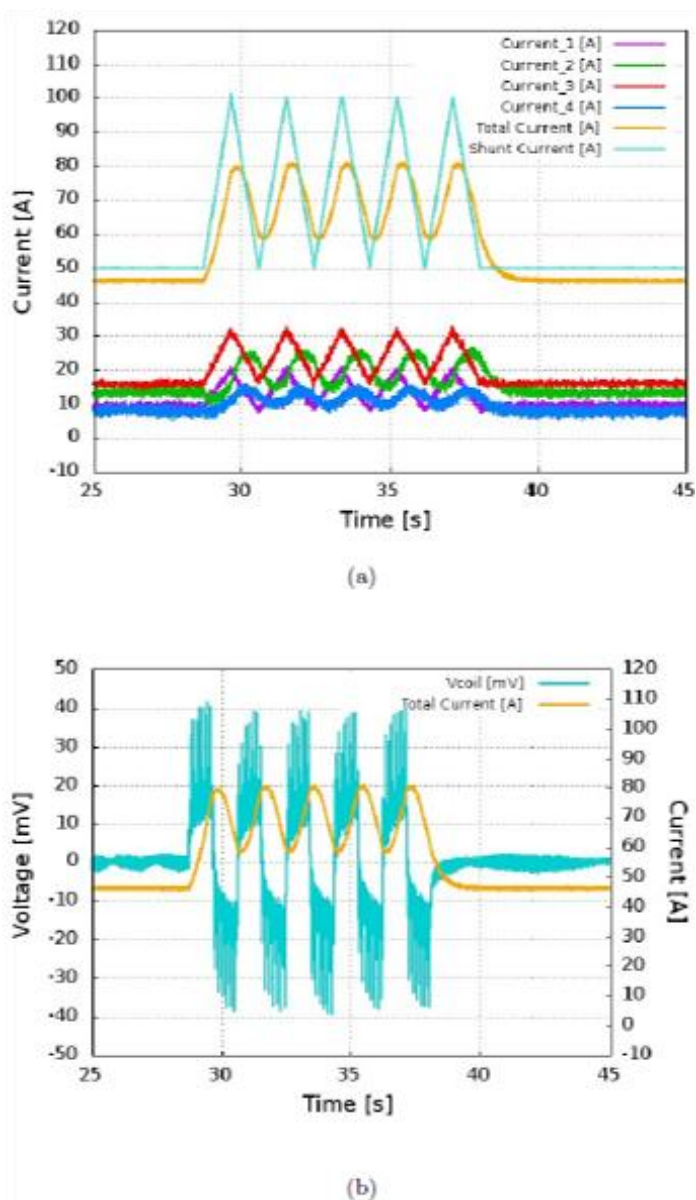 120
110
100
90
80
70
60
50
40
30
20
10
0
-10
Current [A]
Current_1 [A]
Current_2 [A]
Current_3 [A]
Current_4 [A]
Total Current [A]
Shunt Current [A]
25 30 35 40 45
Time [s]
(a)
50
40
30
20
10
0
-10
-20
-30
-40
-50
Voltage [mV]
Vcoil [mV]
Total Current [A]
120
110
100
90
80
70
60
50
40
30
20
10
0
-10
Current [A]
25 30 35 40 45
Time [s]
(b)